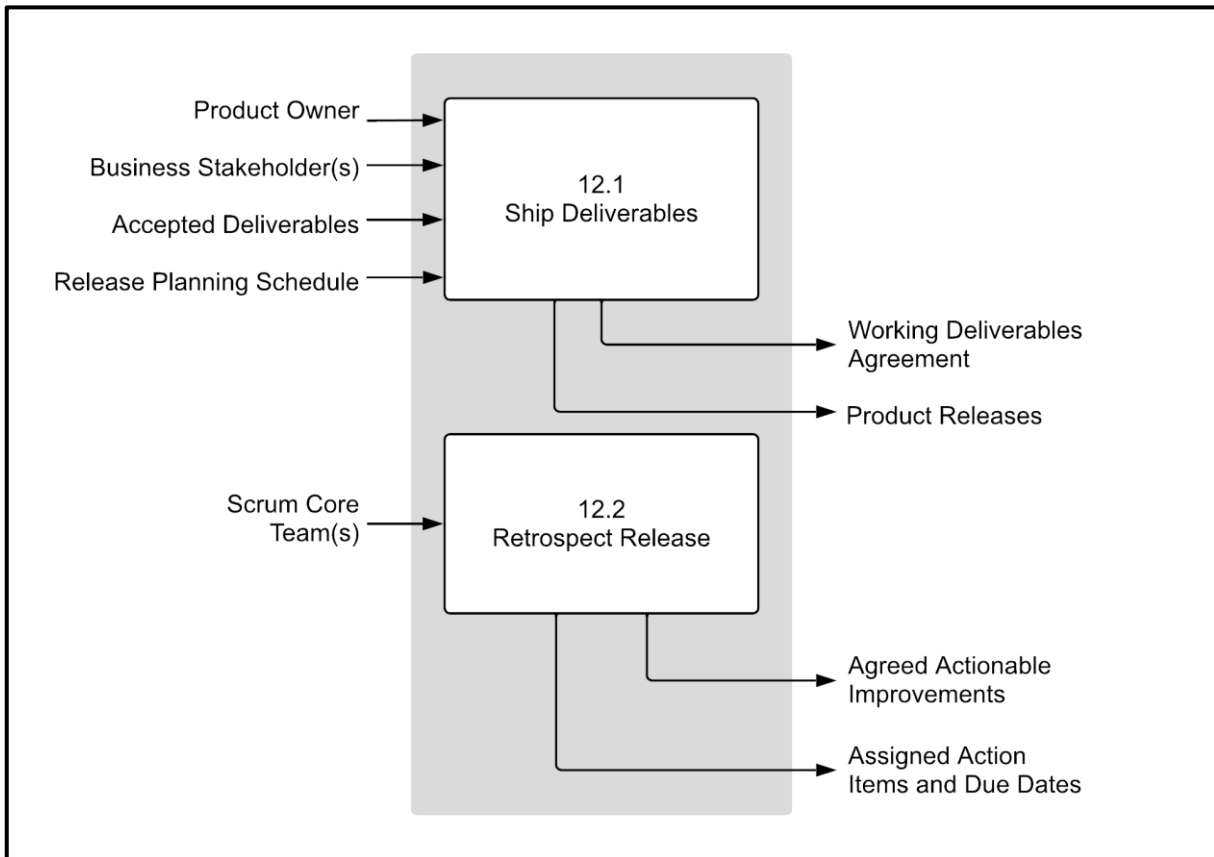 Product Owner
Business Stakeholder(s)
Accepted Deliverables
Release Planning Schedule
12.1
Ship Deliverables
Working Deliverables
Agreement
Product Releases
Scrum Core
Team(s)
12.2
Retrospect Release
Agreed Actionable
Improvements
Assigned Action
Items and Due Dates